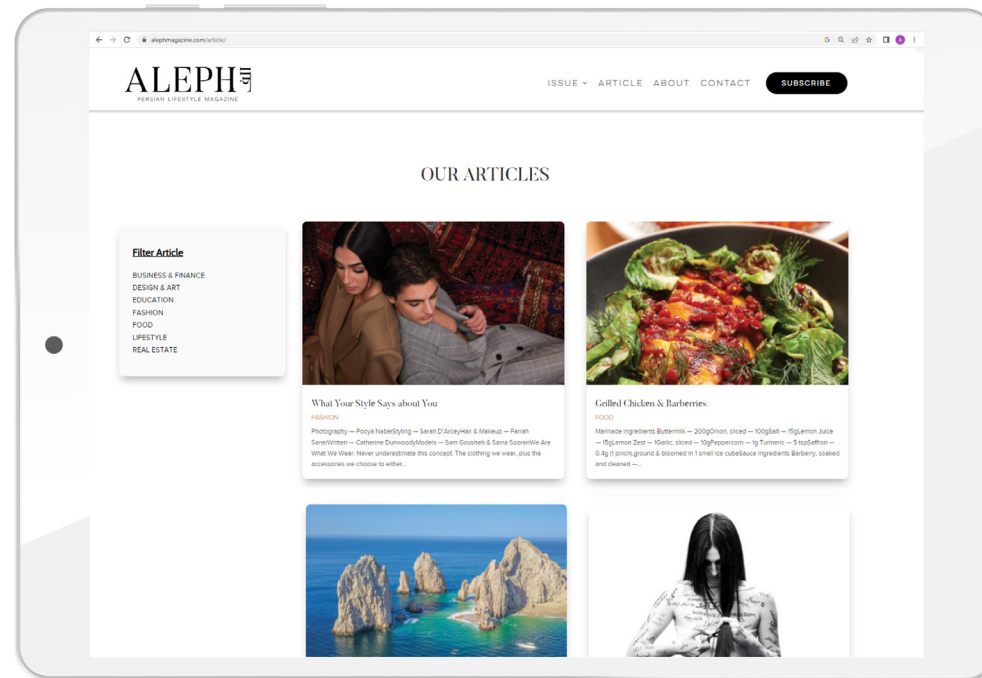 alephmagazine.com/article/
ALEPH الف
PERSIAN LIFESTYLE MAGAZINE
ISSUE ARTICLE ABOUT CONTACT SUBSCRIBE
OUR ARTICLES
Filter Article
BUSINESS & FINANCE
DESIGN & ART
EDUCATION
FASHION
FOOD
LIFESTYLE
REAL ESTATE
What Your Style Says about You
FASHION
Photography — Pooya NabeiStyling — Sarah D'ArceyHair & Makeup — Farrah
SaneiWritten — Catherine DunwoodyModels — Sam Gousheh & Saina SoorenWe Are
What We Wear. Never underestimate this concept. The clothing we wear, plus the
accessories we choose to either...
Grilled Chicken & Barberries
FOOD
Marinade Ingredients Buttermilk — 200gOnion, sliced — 100gSalt — 15gLemon Juice
— 15gLemon Zest — 1Garlic, sliced — 10gPeppercorn — 1g Turmeric — 5 tspSaffron —
0.4g (1 pinch),ground & bloomed in 1 small ice cubeSauce Ingredients Barberry, soaked
and cleaned —...